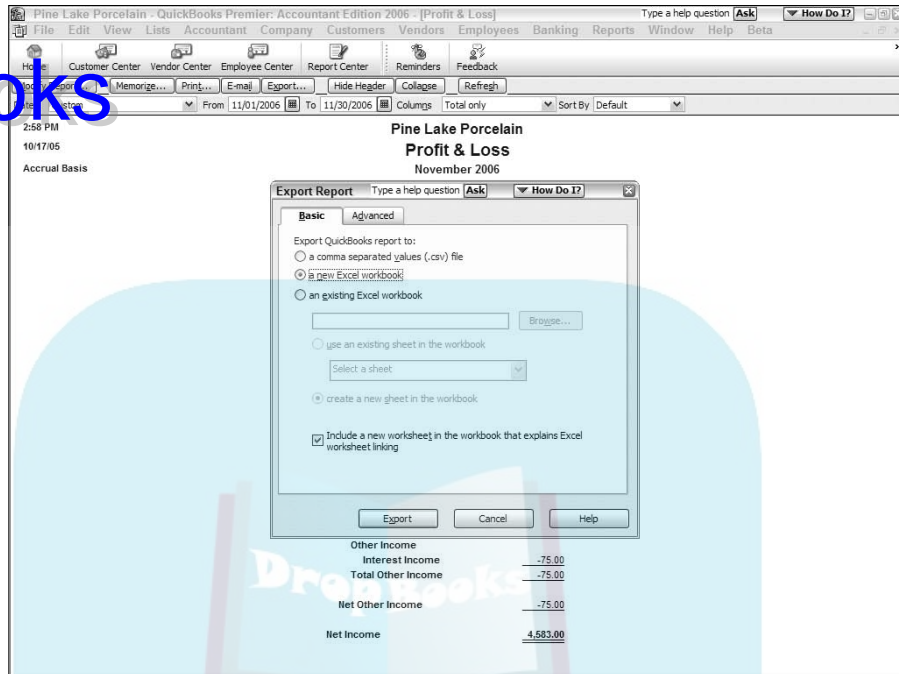 Pine Lake Porcelain - QuickBooks Premier: Accountant Edition 2006 - [Profit & Loss] Type a help question Ask How Do I?
File Edit View Lists Accountant Company Customers Vendors Employees Banking Reports Window Help Beta
Home Customer Center Vendor Center Employee Center Report Center Reminders Feedback
oks
Memorize... Print... E-mail Export... Hide Header Collapse Refresh
From 11/01/2006 To 11/30/2006 Columns Total only Sort By Default
2:58 PM
Pine Lake Porcelain
10/17/05
Profit & Loss
Accrual Basis
November 2006
Export Report Type a help question Ask How Do I?
Basic Advanced
Export QuickBooks report to:
a comma separated values (.csv) file
a new Excel workbook
an existing Excel workbook
Browse...
use an existing sheet in the workbook
Select a sheet
create a new sheet in the workbook
Include a new worksheet in the workbook that explains Excel
worksheet linking
Export Cancel Help
Other Income
Interest Income -75.00
Total Other Income -75.00
DropBooks
Net Other Income -75.00
Net Income 4,583.00